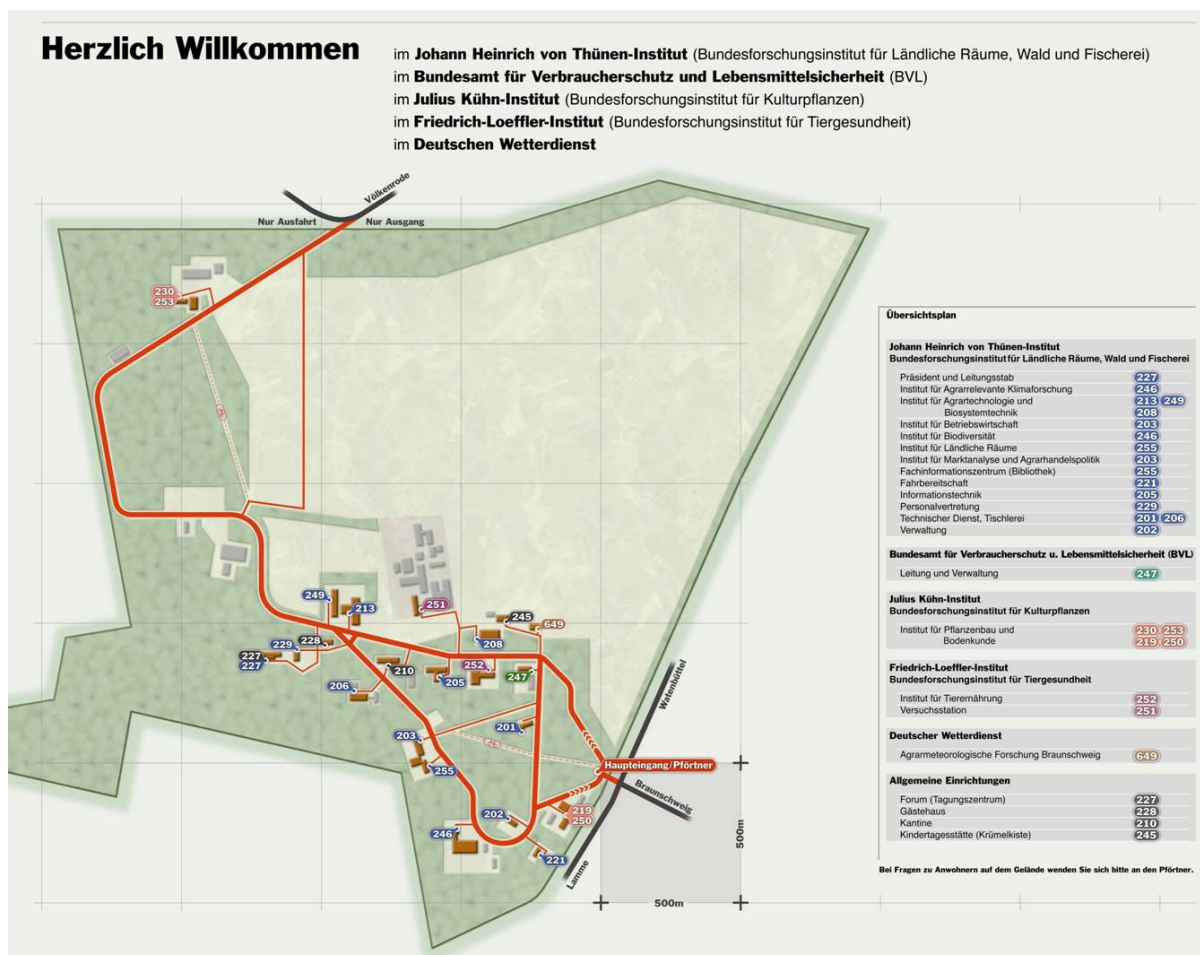 Herzlich Willkommen
im Johann Heinrich von Thünen-Institut (Bundesforschungsinstitut für Ländliche Räume, Wald und Fischerei)
im Bundesamt für Verbraucherschutz und Lebensmittelsicherheit (BVL)
im Julius Kühn-Institut (Bundesforschungsinstitut für Kulturpflanzen)
im Friedrich-Loeffler-Institut (Bundesforschungsinstitut für Tiergesundheit)
im Deutschen Wetterdienst
Völkenrode
Nur Ausfahrt
Nur Ausgang
230
253
249
213
251
245
649
228
229
208
227
227
210
252
247
206
205
203
201
255
Watenbüttel
Haupteingang/Pförtner
Braunschweig
219
250
202
246
221
Lamme
500m
500m
Übersichtsplan
Johann Heinrich von Thünen-Institut
Bundesforschungsinstitut für Ländliche Räume, Wald und Fischerei
Präsident und Leitungsstab 227
Institut für Agrarrelevante Klimaforschung 246
Institut für Agrartechnologie und 213 249
Biosystemtechnik 208
Institut für Betriebswirtschaft 203
Institut für Biodiversität 246
Institut für Ländliche Räume 255
Institut für Marktanalyse und Agrarhandelspolitik 203
Fachinformationszentrum (Bibliothek) 255
Fahrbereitschaft 221
Informationstechnik 205
Personalvertretung 229
Technischer Dienst, Tischlerei 201 206
Verwaltung 202
Bundesamt für Verbraucherschutz u. Lebensmittelsicherheit (BVL)
Leitung und Verwaltung 247
Julius Kühn-Institut
Bundesforschungsinstitut für Kulturpflanzen
Institut für Pflanzenbau und 230 253
Bodenkunde 219 250
Friedrich-Loeffler-Institut
Bundesforschungsinstitut für Tiergesundheit
Institut für Tierernährung 252
Versuchsstation 251
Deutscher Wetterdienst
Agrarmeteorologische Forschung Braunschweig 649
Allgemeine Einrichtungen
Forum (Tagungszentrum) 227
Gästehaus 228
Kantine 210
Kindertagesstätte (Krümelkiste) 245
Bei Fragen zu Anwohnern auf dem Gelände wenden Sie sich bitte an den Pförtner.